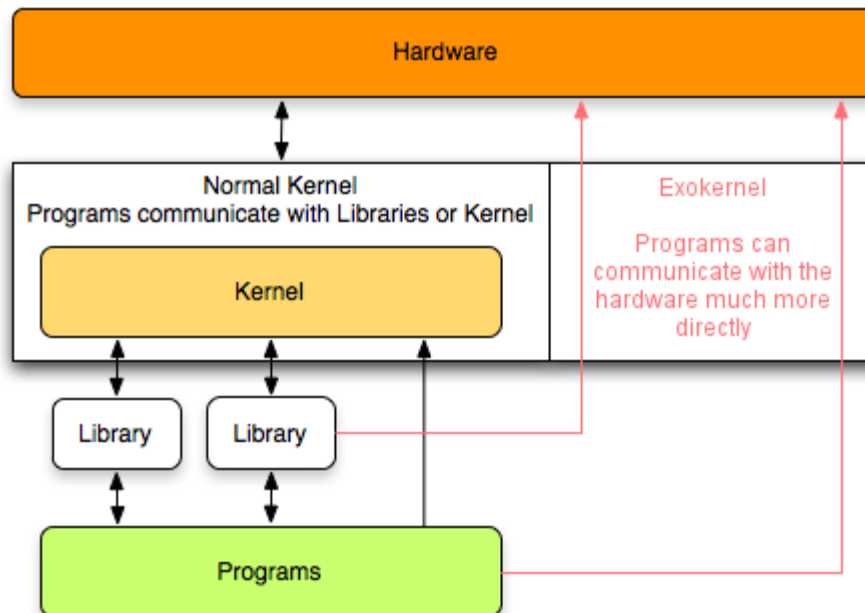 Hardware
Normal Kernel
Programs communicate with Libraries or Kernel
Kernel
Exokernel
Programs can
communicate with the
hardware much more
directly
Library
Library
Programs